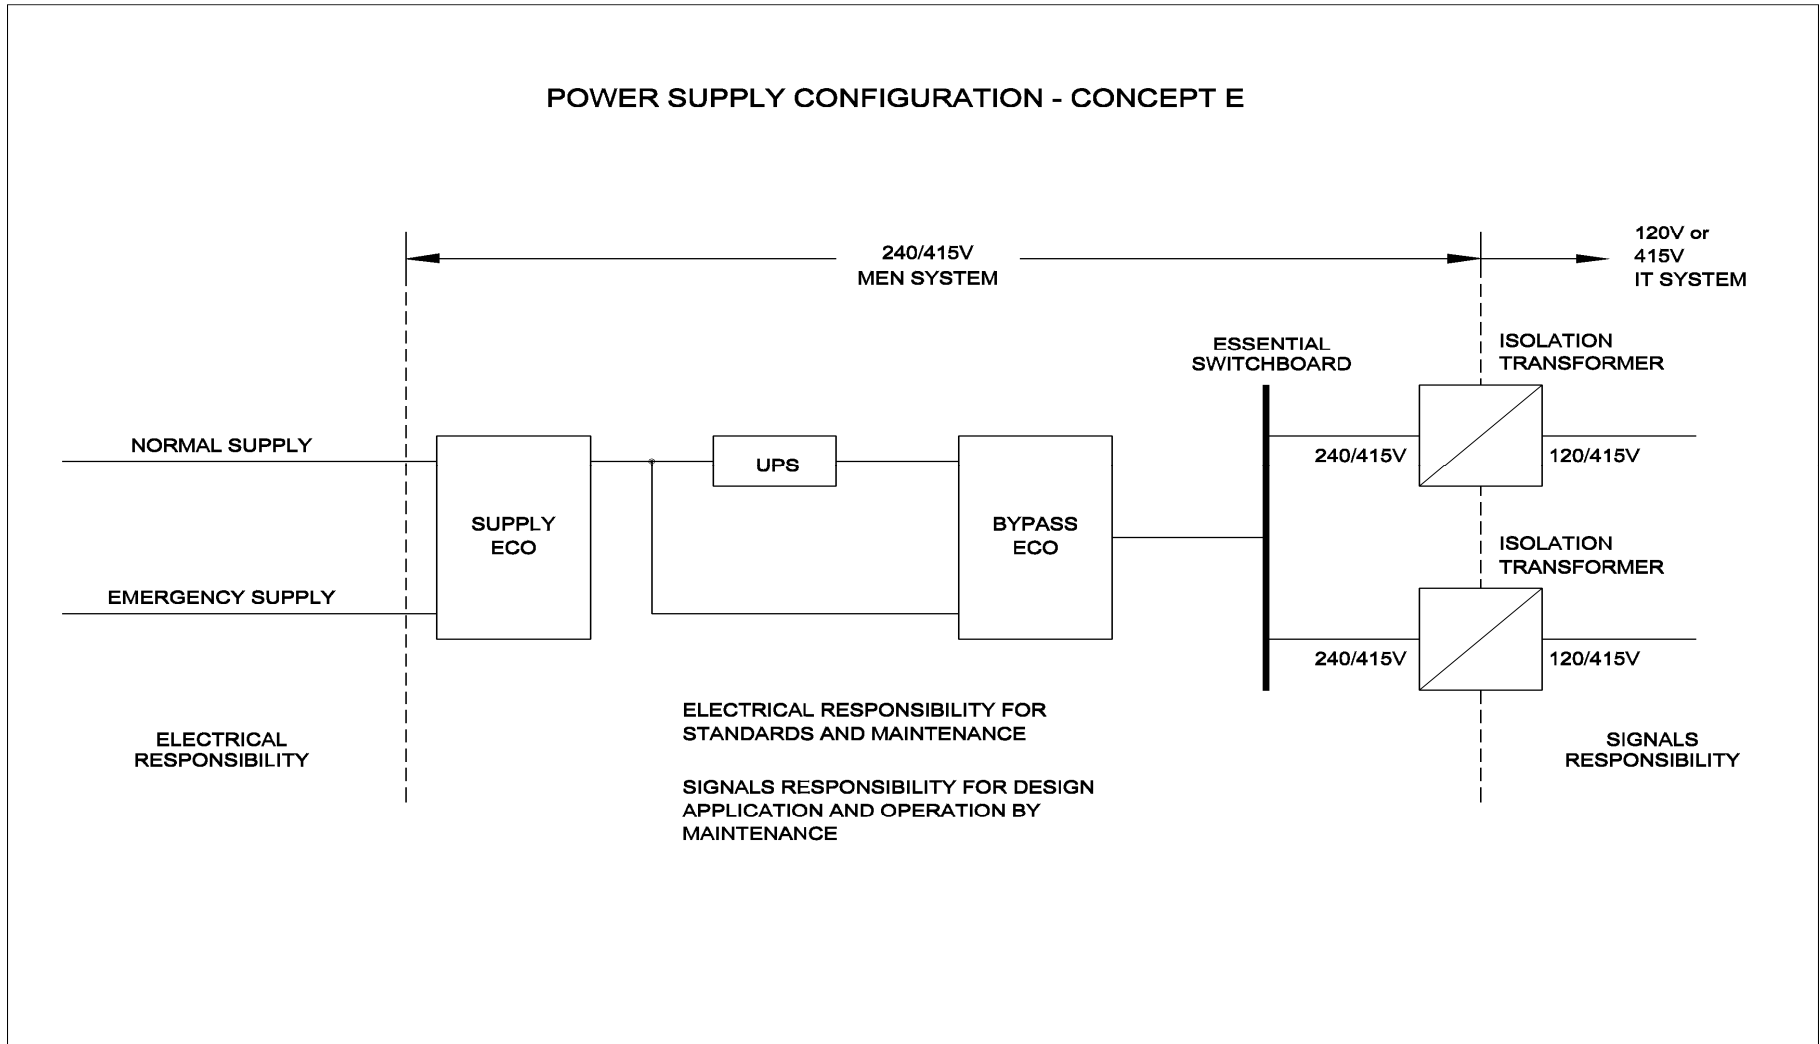 POWER SUPPLY CONFIGURATION - CONCEPT E
240/415V
MEN SYSTEM
120V or
415V
IT SYSTEM
ESSENTIAL
SWITCHBOARD
ISOLATION
TRANSFORMER
NORMAL SUPPLY
UPS
240/415V
120/415V
SUPPLY
ECO
BYPASS
ECO
ISOLATION
TRANSFORMER
EMERGENCY SUPPLY
240/415V
120/415V
ELECTRICAL
RESPONSIBILITY
ELECTRICAL RESPONSIBILITY FOR
STANDARDS AND MAINTENANCE
SIGNALS RESPONSIBILITY FOR DESIGN
APPLICATION AND OPERATION BY
MAINTENANCE
SIGNALS
RESPONSIBILITY